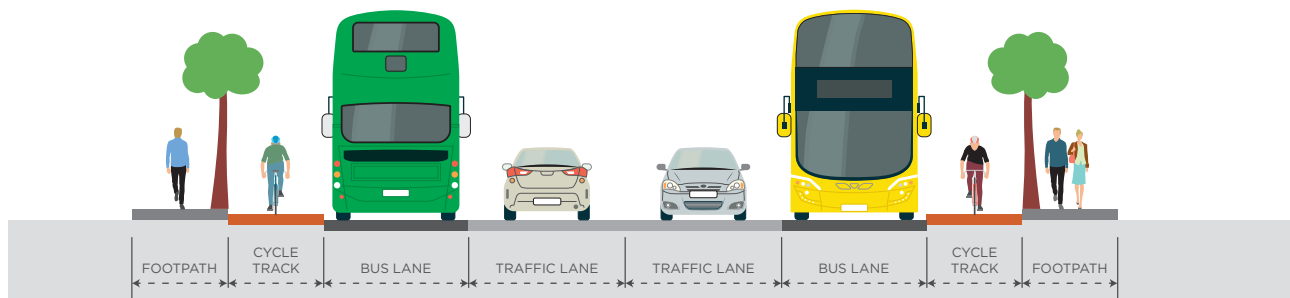 FOOTPATH
CYCLE
TRACK
BUS LANE
TRAFFIC LANE
TRAFFIC LANE
BUS LANE
CYCLE
TRACK
FOOTPATH